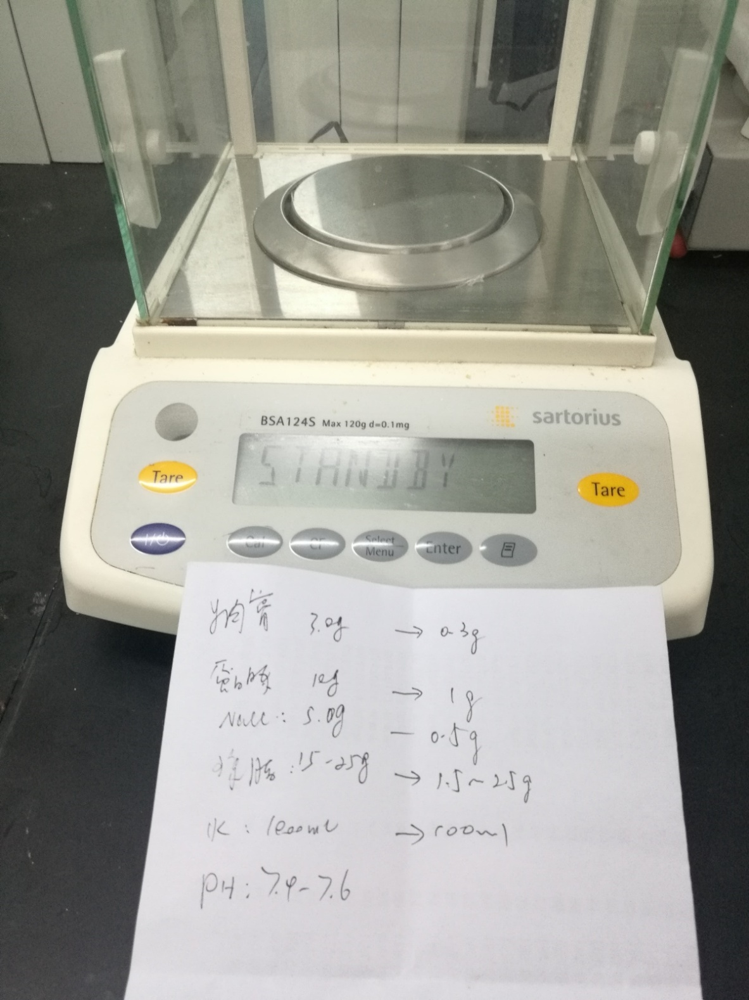 BSA124S Max 120g d=0.1mg
sartorius
STANDBY
Tare
Tare
I/⏻
Cal
CF
Select
Menu
Enter
牛肉膏 3.0g → 0.3g
蛋白胨 10g → 1g
NaCl: 5.0g — 0.5g
琼脂: 15-25g → 1.5~2.5g
水: 1000ml → 100ml
PH: 7.4-7.6